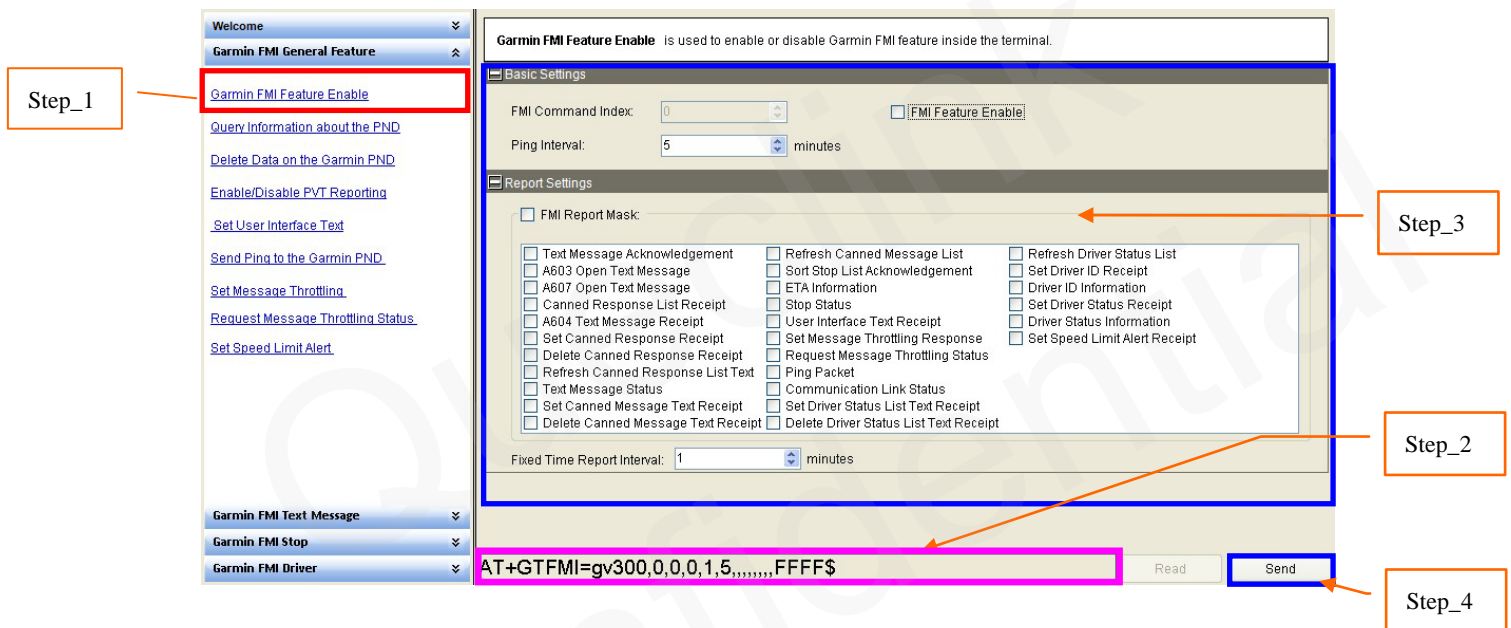 Welcome
Garmin FMI General Feature
Garmin FMI Feature Enable
Query Information about the PND
Delete Data on the Garmin PND
Enable/Disable PVT Reporting
Set User Interface Text
Send Ping to the Garmin PND
Set Message Throttling
Request Message Throttling Status
Set Speed Limit Alert
Garmin FMI Text Message
Garmin FMI Stop
Garmin FMI Driver
Step_1
Garmin FMI Feature Enable is used to enable or disable Garmin FMI feature inside the terminal.
Basic Settings
FMI Command Index: 0 FMI Feature Enable
Ping Interval: 5 minutes
Report Settings
FMI Report Mask:
Text Message Acknowledgement Refresh Canned Message List Refresh Driver Status List
A603 Open Text Message Sort Stop List Acknowledgement Set Driver ID Receipt
A607 Open Text Message ETA Information Driver ID Information
Canned Response List Receipt Stop Status Set Driver Status Receipt
A604 Text Message Receipt User Interface Text Receipt Driver Status Information
Set Canned Response Receipt Set Message Throttling Response Set Speed Limit Alert Receipt
Delete Canned Response Receipt Request Message Throttling Status
Refresh Canned Response List Text Ping Packet
Text Message Status Communication Link Status
Set Canned Message Text Receipt Set Driver Status List Text Receipt
Delete Canned Message Text Receipt Delete Driver Status List Text Receipt
Fixed Time Report Interval: 1 minutes
AT+GTFMI=gv300,0,0,0,1,5,,,,,,,,FFFF$
Read Send
Step_3
Step_2
Step_4
Queclink
Confidential